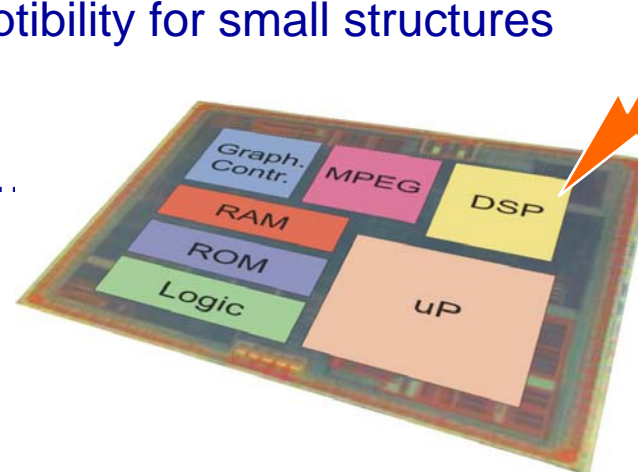 otibility for small structures
Graph.
Contr.
MPEG
DSP
RAM
ROM
Logic
uP